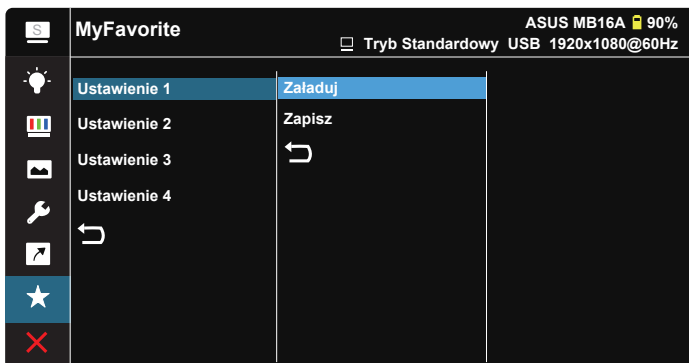 S
MyFavorite
ASUS MB16A 90%
Tryb Standardowy USB 1920x1080@60Hz
Ustawienie 1
Załaduj
Ustawienie 2
Zapisz
Ustawienie 3
Ustawienie 4